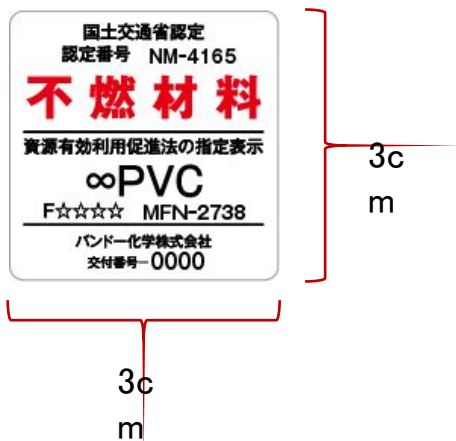 国土交通省認定
認定番号 NM-4165
不燃材料
資源有効利用促進法の指定表示
∞PVC
F☆☆☆☆ MFN-2738
バンドー化学株式会社
交付番号-0000
3c
m
3c
m